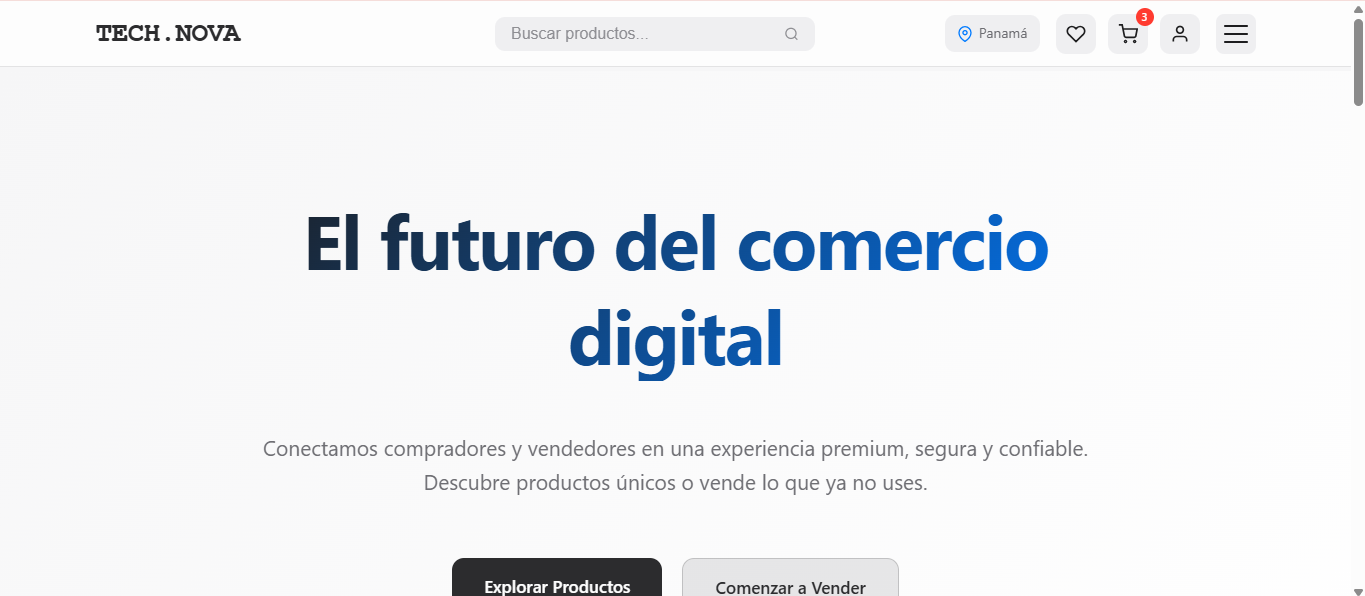 TECH.NOVA
Buscar productos...
Panamá
3
El futuro del comercio
digital
Conectamos compradores y vendedores en una experiencia premium, segura y confiable.
Descubre productos únicos o vende lo que ya no uses.
Explorar Productos
Comenzar a Vender